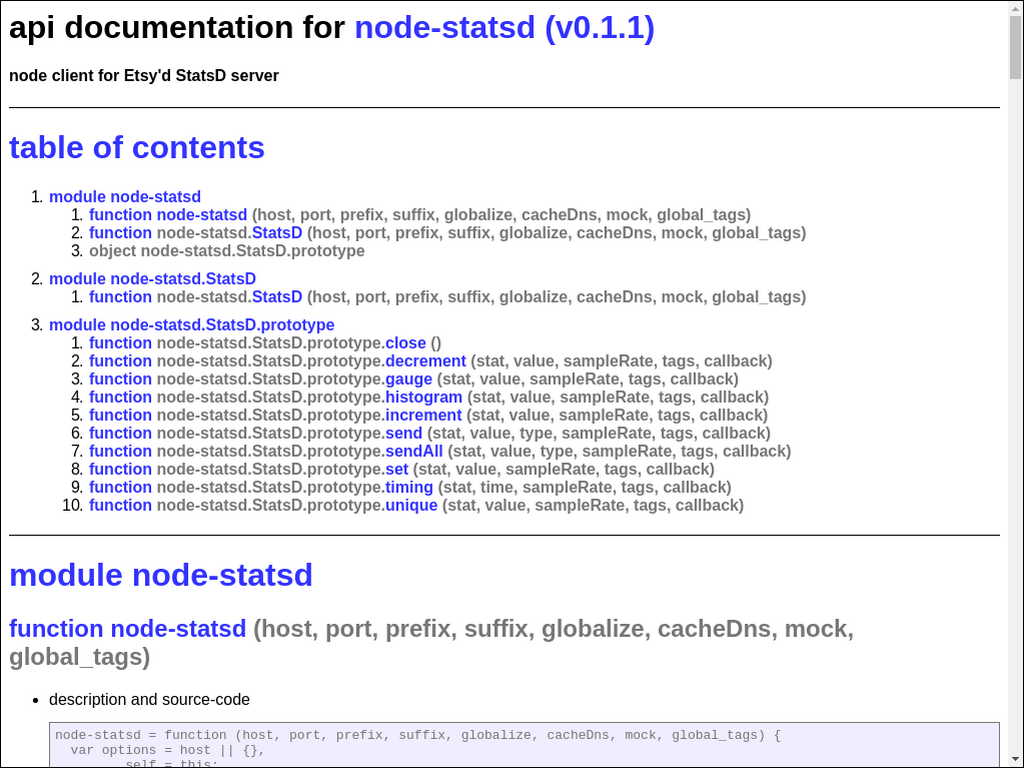 api documentation for node-statsd (v0.1.1)
node client for Etsy'd StatsD server
table of contents
1. module node-statsd
1. function node-statsd (host, port, prefix, suffix, globalize, cacheDns, mock, global_tags)
2. function node-statsd.StatsD (host, port, prefix, suffix, globalize, cacheDns, mock, global_tags)
3. object node-statsd.StatsD.prototype
2. module node-statsd.StatsD
1. function node-statsd.StatsD (host, port, prefix, suffix, globalize, cacheDns, mock, global_tags)
3. module node-statsd.StatsD.prototype
1. function node-statsd.StatsD.prototype.close ()
2. function node-statsd.StatsD.prototype.decrement (stat, value, sampleRate, tags, callback)
3. function node-statsd.StatsD.prototype.gauge (stat, value, sampleRate, tags, callback)
4. function node-statsd.StatsD.prototype.histogram (stat, value, sampleRate, tags, callback)
5. function node-statsd.StatsD.prototype.increment (stat, value, sampleRate, tags, callback)
6. function node-statsd.StatsD.prototype.send (stat, value, type, sampleRate, tags, callback)
7. function node-statsd.StatsD.prototype.sendAll (stat, value, type, sampleRate, tags, callback)
8. function node-statsd.StatsD.prototype.set (stat, value, sampleRate, tags, callback)
9. function node-statsd.StatsD.prototype.timing (stat, time, sampleRate, tags, callback)
10. function node-statsd.StatsD.prototype.unique (stat, value, sampleRate, tags, callback)
module node-statsd
function node-statsd (host, port, prefix, suffix, globalize, cacheDns, mock,
global_tags)
• description and source-code
node-statsd = function (host, port, prefix, suffix, globalize, cacheDns, mock, global_tags) {
var options = host || {},
self = this;